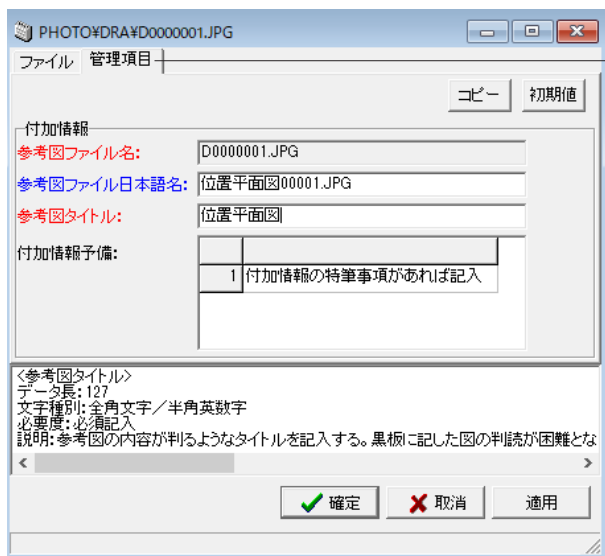 PHOTO¥DRA¥D0000001.JPG
ファイル 管理項目
コピー 初期値
付加情報
参考図ファイル名: D0000001.JPG
参考図ファイル日本語名: 位置平面図00001.JPG
参考図タイトル: 位置平面図
付加情報予備:
1 付加情報の特筆事項があれば記入
<参考図タイトル>
データ長:127
文字種別:全角文字/半角英数字
必要度:必須記入
説明:参考図の内容が判るようなタイトルを記入する。黒板に記した図の判読が困難とな
確定 取消 適用